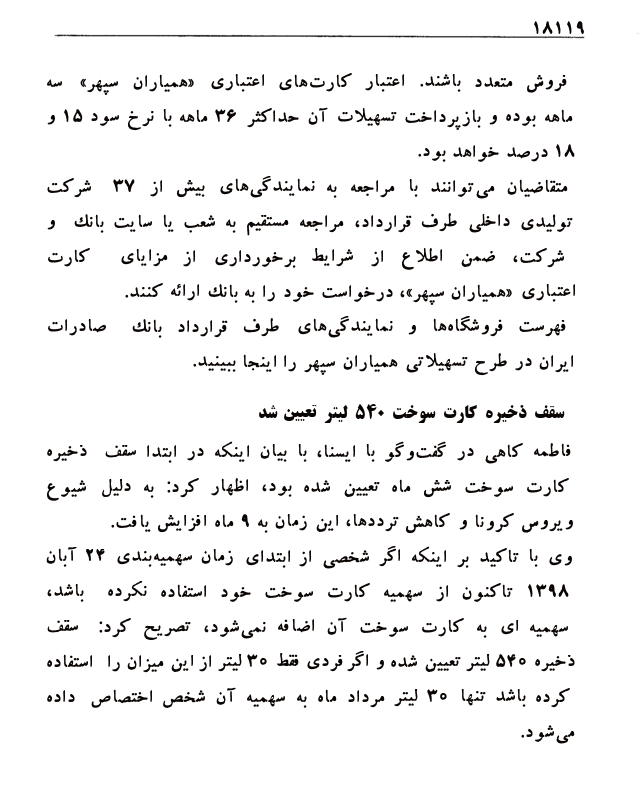 ۱۸۱۱۹
فروش متعدد باشند. اعتبار کارت‌های اعتباری «همیاران سپهر» سه
ماهه بوده و بازپرداخت تسهیلات آن حداکثر ۳۶ ماهه با نرخ سود ۱۵ و
۱۸ درصد خواهد بود.
متقاضیان می‌توانند با مراجعه به نمایندگی‌های بیش از ۳۷ شرکت
تولیدی داخلی طرف قرارداد، مراجعه مستقیم به شعب یا سایت بانك و
شرکت، ضمن اطلاع از شرایط برخورداری از مزایای کارت
اعتباری «همیاران سپهر»، درخواست خود را به بانك ارائه کنند.
فهرست فروشگاه‌ها و نمایندگی‌های طرف قرارداد بانك صادرات
ایران در طرح تسهیلاتی همیاران سپهر را اینجا ببینید.
سقف ذخیره کارت سوخت ۵۴۰ لیتر تعیین شد
فاطمه کاهی در گفت‌وگو با ایسنا، با بیان اینکه در ابتدا سقف ذخیره
کارت سوخت شش ماه تعیین شده بود، اظهار کرد: به دلیل شیوع
ویروس کرونا و کاهش ترددها، این زمان به ۹ ماه افزایش یافت.
وی با تاکید بر اینکه اگر شخصی از ابتدای زمان سهمیه‌بندی ۲۴ آبان
۱۳۹۸ تاکنون از سهمیه کارت سوخت خود استفاده نکرده باشد،
سهمیه ای به کارت سوخت آن اضافه نمی‌شود، تصریح کرد: سقف
ذخیره ۵۴۰ لیتر تعیین شده و اگر فردی فقط ۳۰ لیتر از این میزان را استفاده
کرده باشد تنها ۳۰ لیتر مرداد ماه به سهمیه آن شخص اختصاص داده
می‌شود.